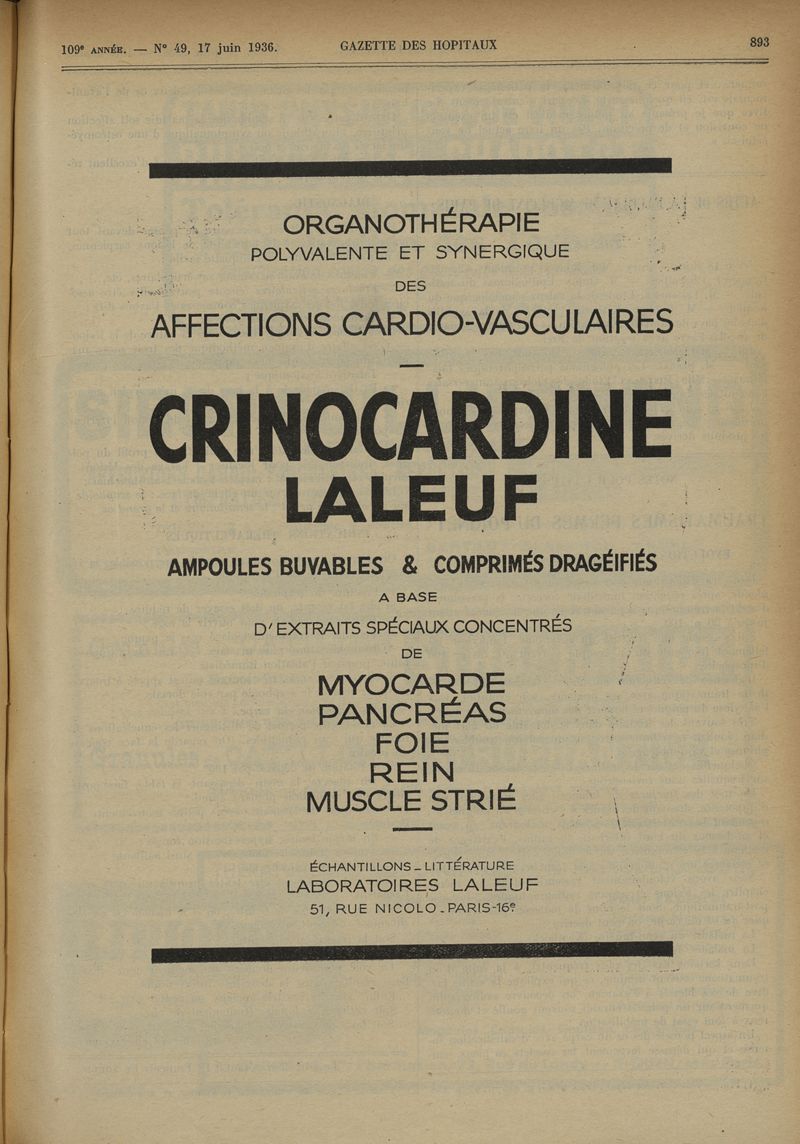 109e ANNÉE. — N° 49, 17 juin 1936.
GAZETTE DES HOPITAUX
893
ORGANOTHÉRAPIE
POLYVALENTE ET SYNERGIQUE
DES
AFFECTIONS CARDIO-VASCULAIRES
CRINOCARDINE
LALEUF
AMPOULES BUVABLES & COMPRIMÉS DRAGÉIFIÉS
A BASE
D'EXTRAITS SPÉCIAUX CONCENTRÉS
DE
MYOCARDE
PANCRÉAS
FOIE
REIN
MUSCLE STRIÉ
ÉCHANTILLONS - LITTÉRATURE
LABORATOIRES LALEUF
51, RUE NICOLO - PARIS-16e